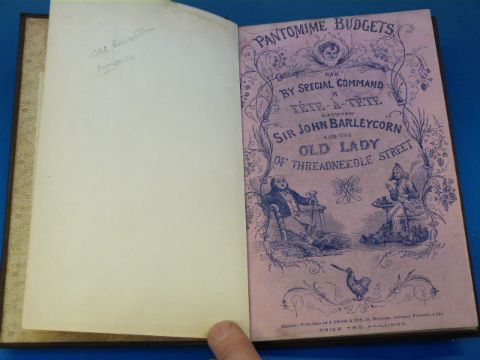 PANTOMIME BUDGETS,
AND
BY SPECIAL COMMAND
A
TÊTE-À-TÊTE
between
SIR JOHN BARLEYCORN
AND THE
OLD LADY
OF THREADNEEDLE STREET
PRICE TWO SHILLINGS.